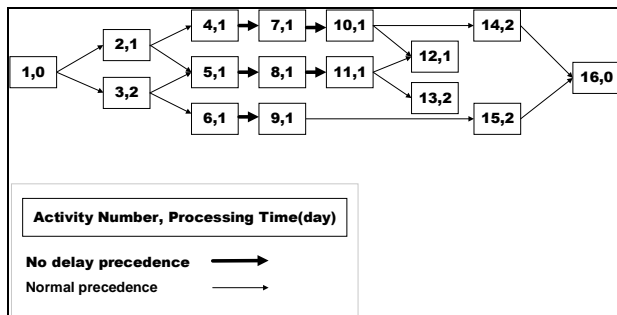 4,1 7,1 10,1 14,2
2,1 12,1
1,0 5,1 8,1 11,1 16,0
3,2 13,2
6,1 9,1 15,2
Activity Number, Processing Time(day)
No delay precedence
Normal precedence